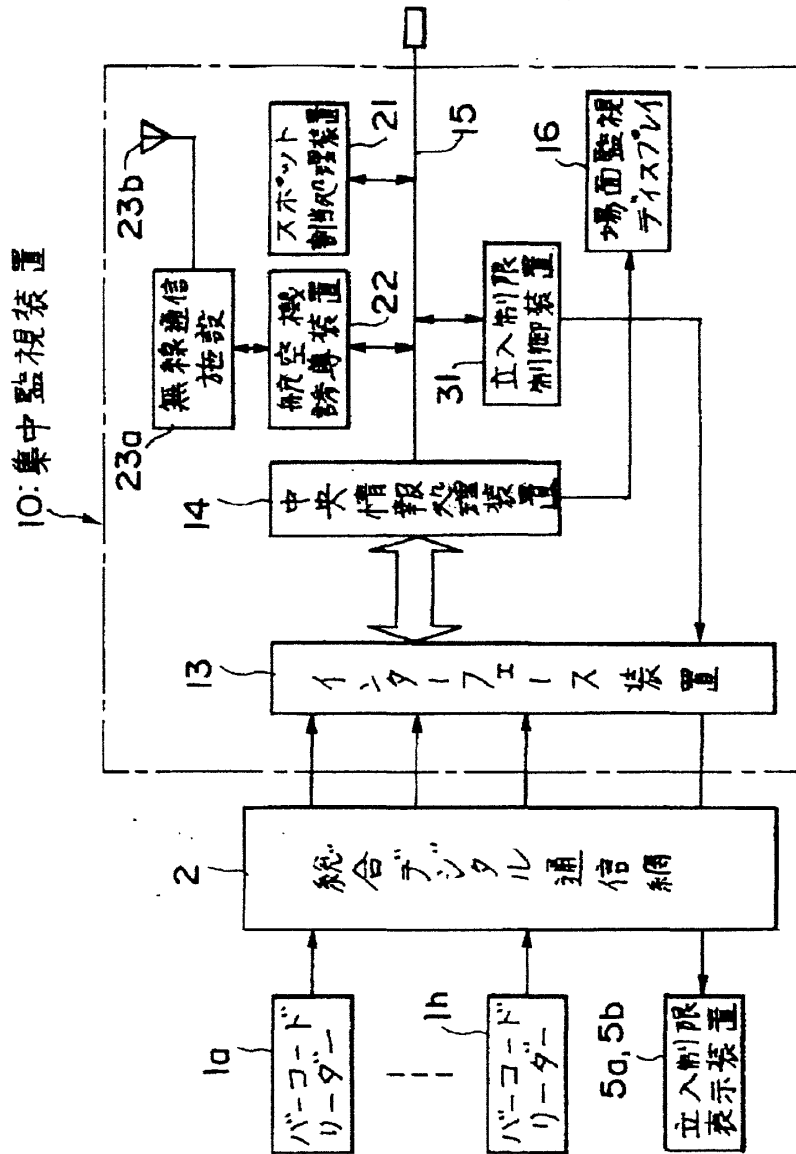 10:集中監視装置
23b
無線通信
施設
23a
スポット
割当処理装置
21
航空機
誘導装置
22
15
16
場面監視
ディスプレイ
立入制限
制御装置
31
14
中央情報処理装置
13
インターフェース装置
2
総合デジタル通信網
1a
バーコード
リーダー
1h
バーコード
リーダー
5a,5b
立入制限
表示装置